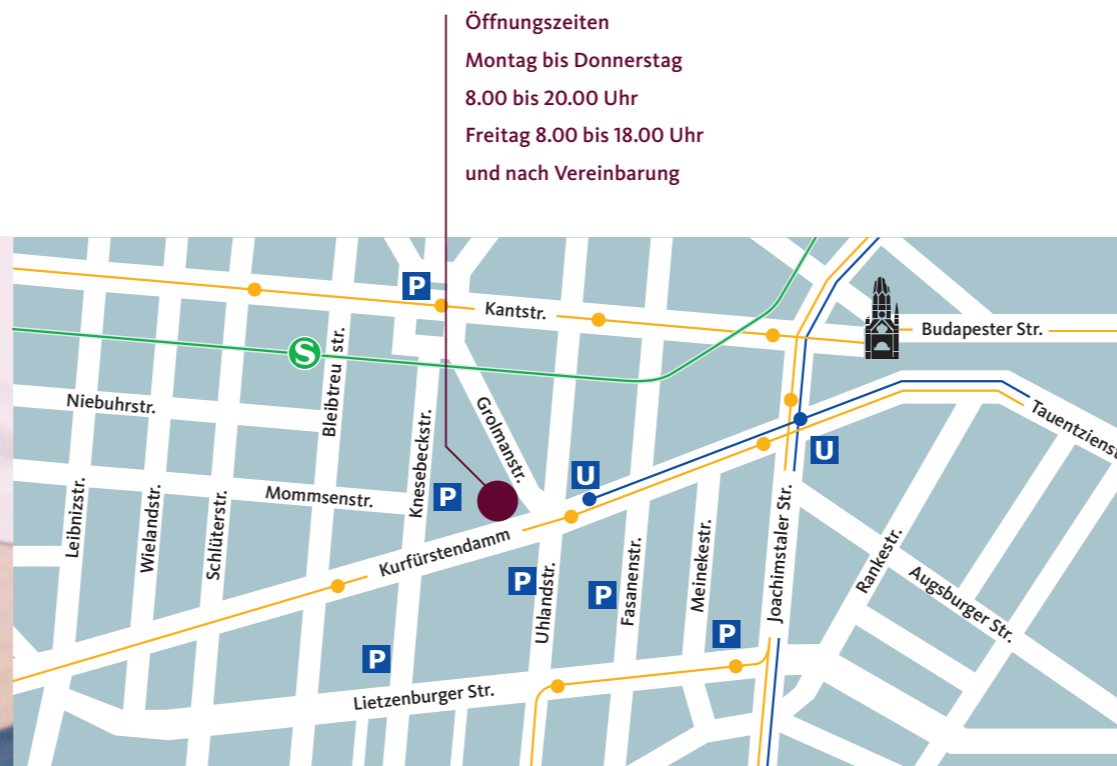 Öffnungszeiten
Montag bis Donnerstag
8.00 bis 20.00 Uhr
Freitag 8.00 bis 18.00 Uhr
und nach Vereinbarung
P
Kantstr.
Budapester Str.
S
Bleibtreu str.
Niebuhrstr.
Grolmanstr.
Knesebeckstr.
Tauentzienst
U
U
Mommsenstr.
P
Leibnizstr.
Wielandstr.
Schlüterstr.
Kurfürstendamm
Uhlandstr.
P
P
Fasanenstr.
Meinekestr.
Joachimstaler Str.
Rankestr.
Augsburger Str.
P
P
Lietzenburger Str.